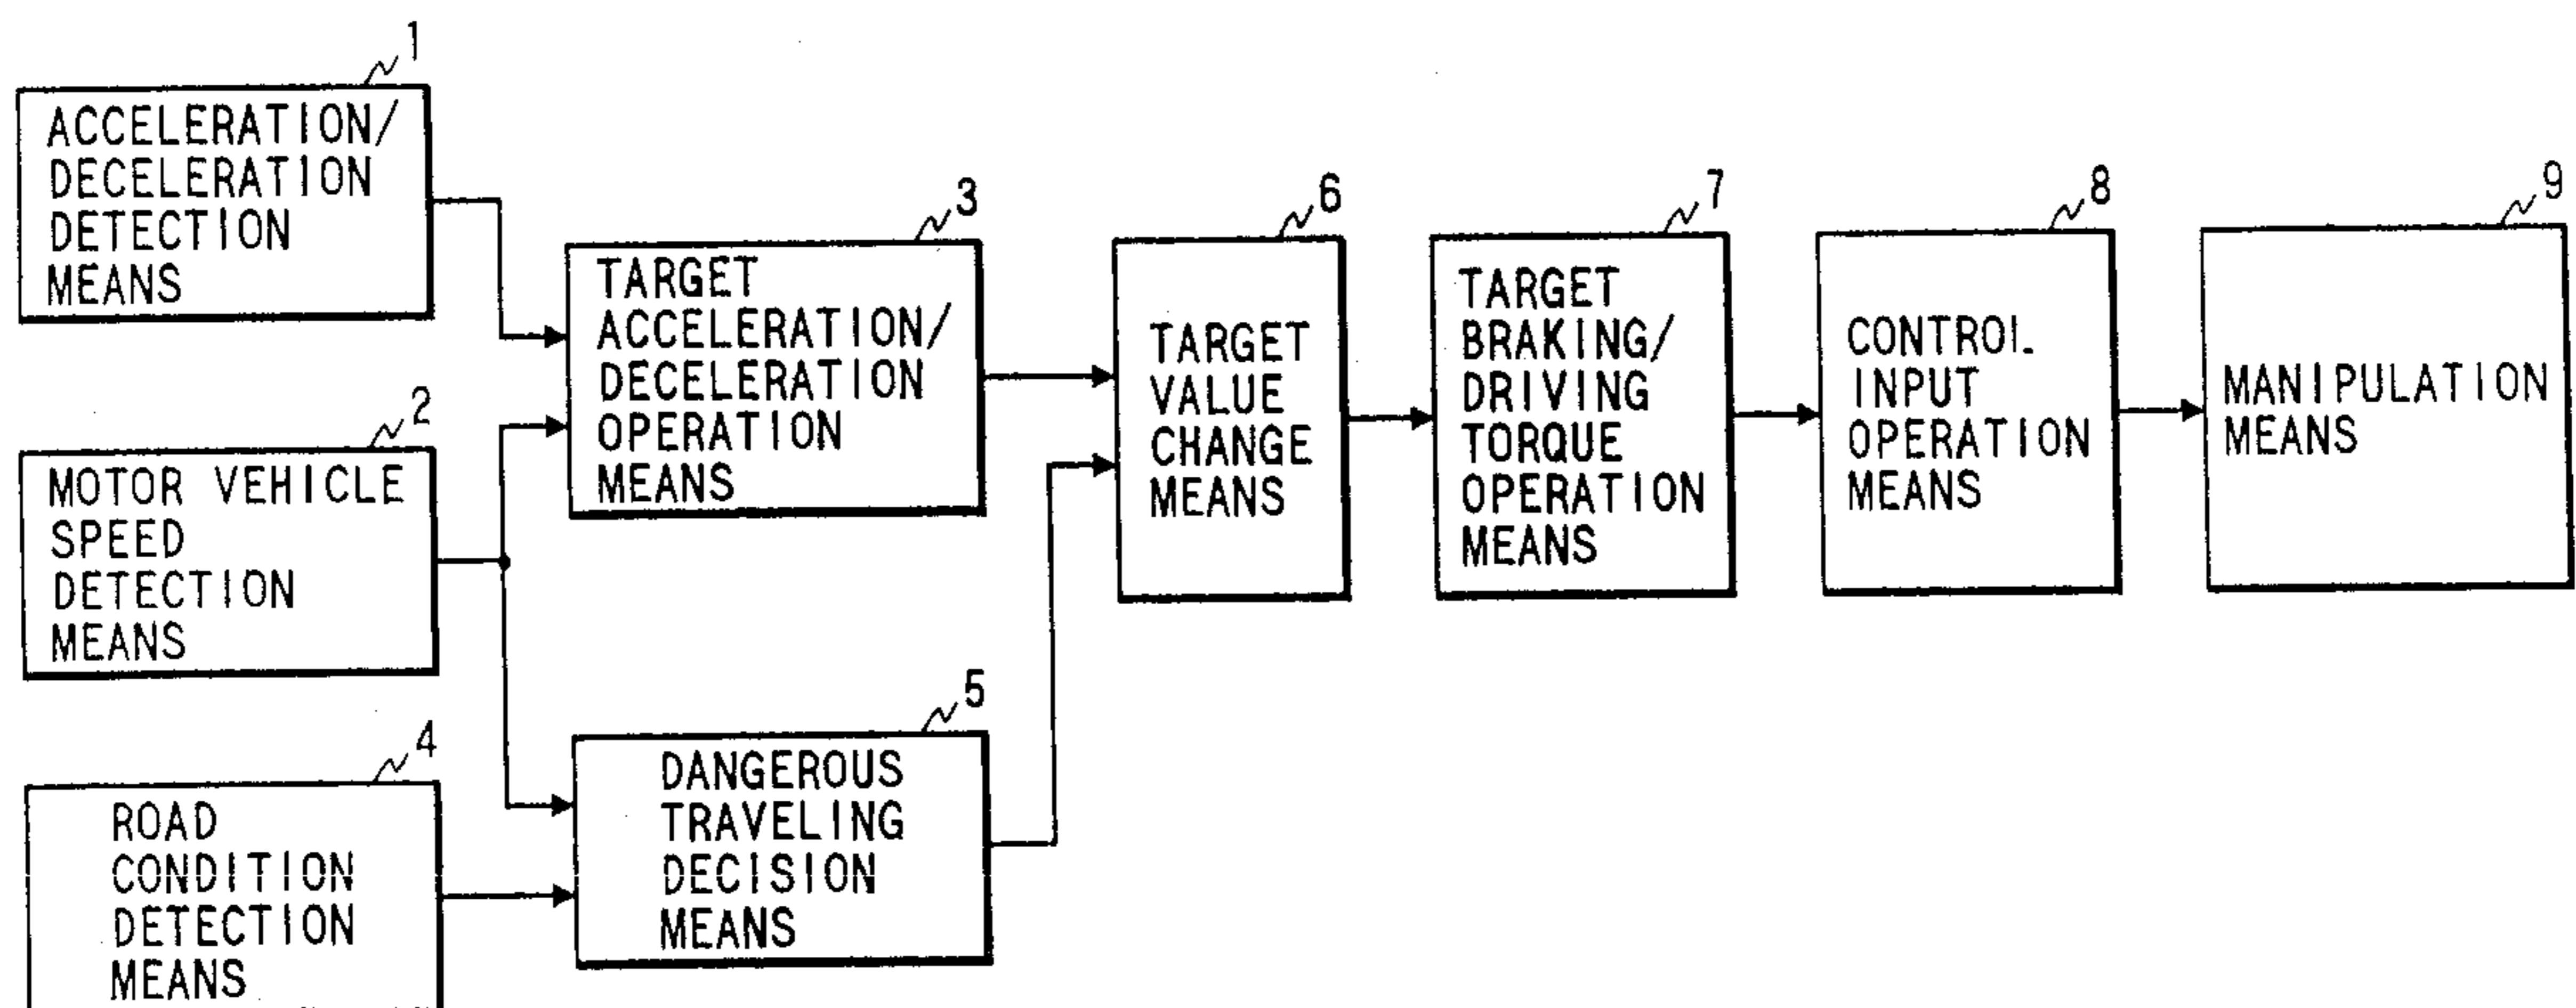 1
ACCELERATION/
DECELERATION
DETECTION
MEANS
2
MOTOR VEHICLE
SPEED
DETECTION
MEANS
4
ROAD
CONDITION
DETECTION
MEANS
3
TARGET
ACCELERATION/
DECELERATION
OPERATION
MEANS
5
DANGEROUS
TRAVELING
DECISION
MEANS
6
TARGET
VALUE
CHANGE
MEANS
7
TARGET
BRAKING/
DRIVING
TORQUE
OPERATION
MEANS
8
CONTROL
INPUT
OPERATION
MEANS
9
MANIPULATION
MEANS